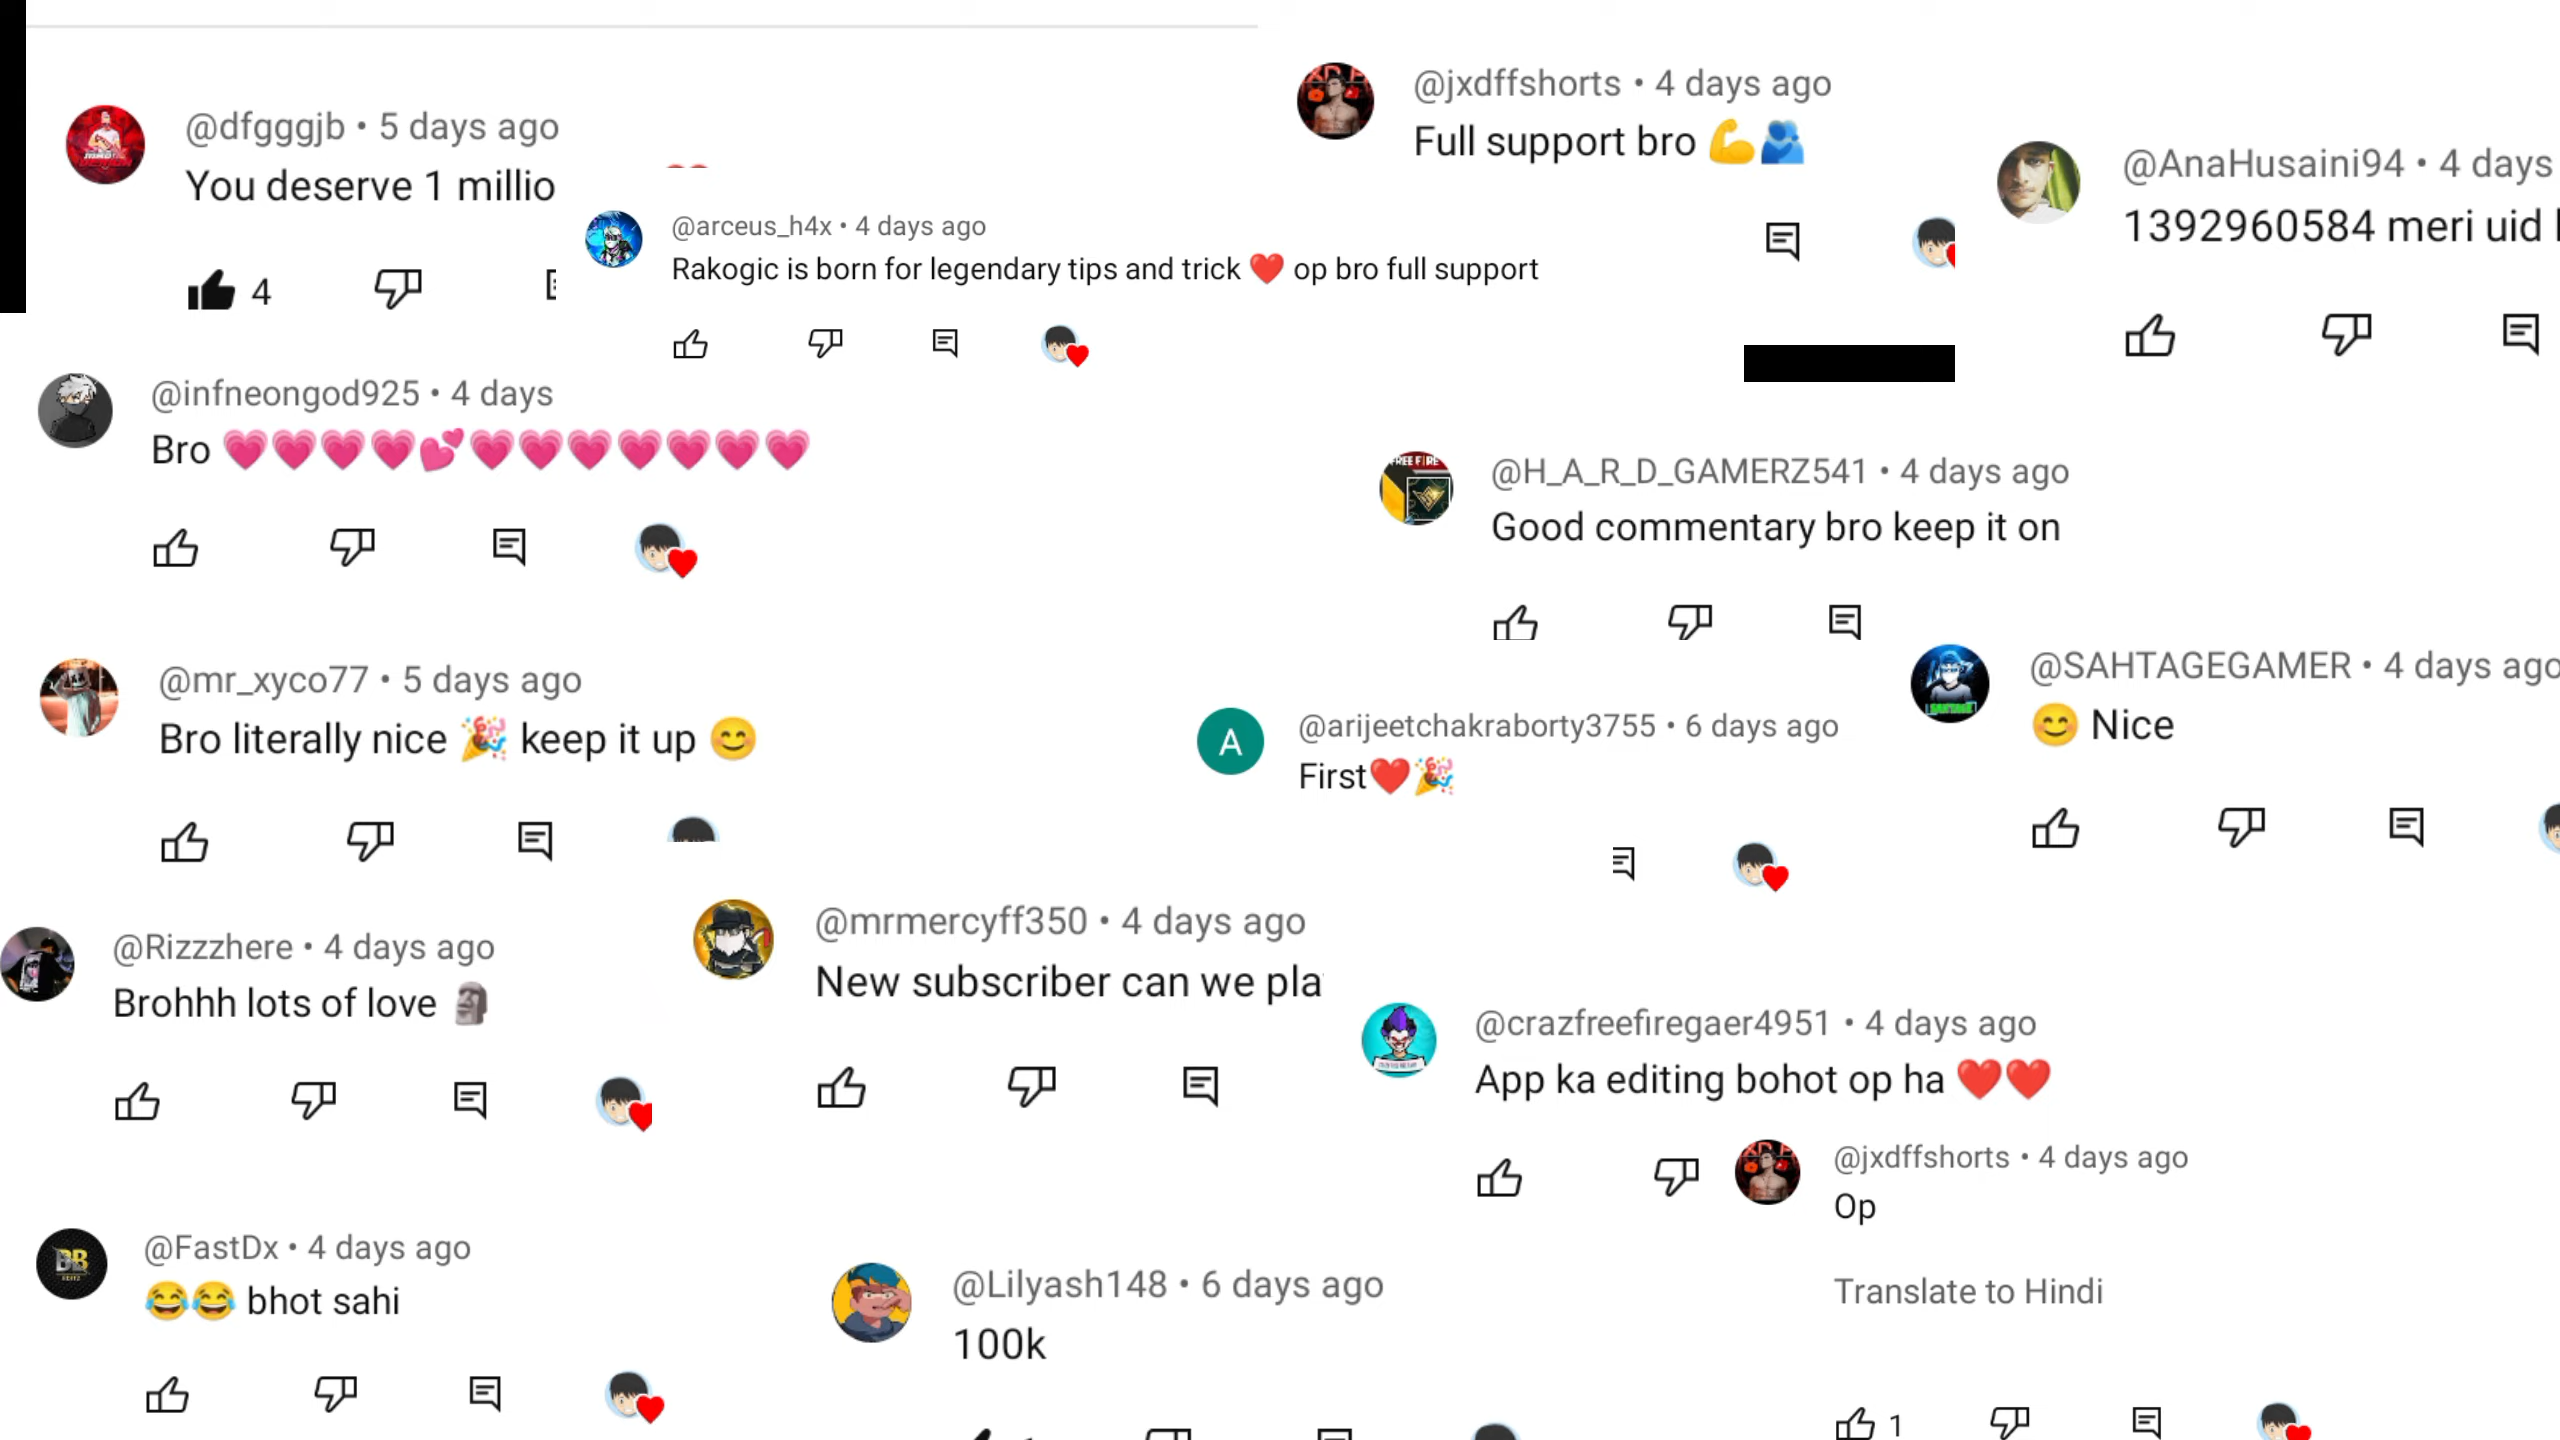 @dfgggjb • 5 days ago
You deserve 1 millio
4
@arceus_h4x • 4 days ago
Rakogic is born for legendary tips and trick ❤️ op bro full support
@jxdffshorts • 4 days ago
Full support bro 💪🫂
@AnaHusaini94 • 4 days
1392960584 meri uid
@infneongod925 • 4 days
Bro 💗💗💗💗💕💗💗💗💗💗💗💗
@H_A_R_D_GAMERZ541 • 4 days ago
Good commentary bro keep it on
@mr_xyco77 • 5 days ago
Bro literally nice 🎉 keep it up 😊
@arijeetchakraborty3755 • 6 days ago
First❤️🎉
@SAHTAGEGAMER • 4 days ago
😊 Nice
@Rizzzhere • 4 days ago
Brohhh lots of love 🗿
@mrmercyff350 • 4 days ago
New subscriber can we pla
@crazfreefiregaer4951 • 4 days ago
App ka editing bohot op ha ❤️❤️
@jxdffshorts • 4 days ago
Op
Translate to Hindi
1
@FastDx • 4 days ago
😂😂 bhot sahi
@Lilyash148 • 6 days ago
100k